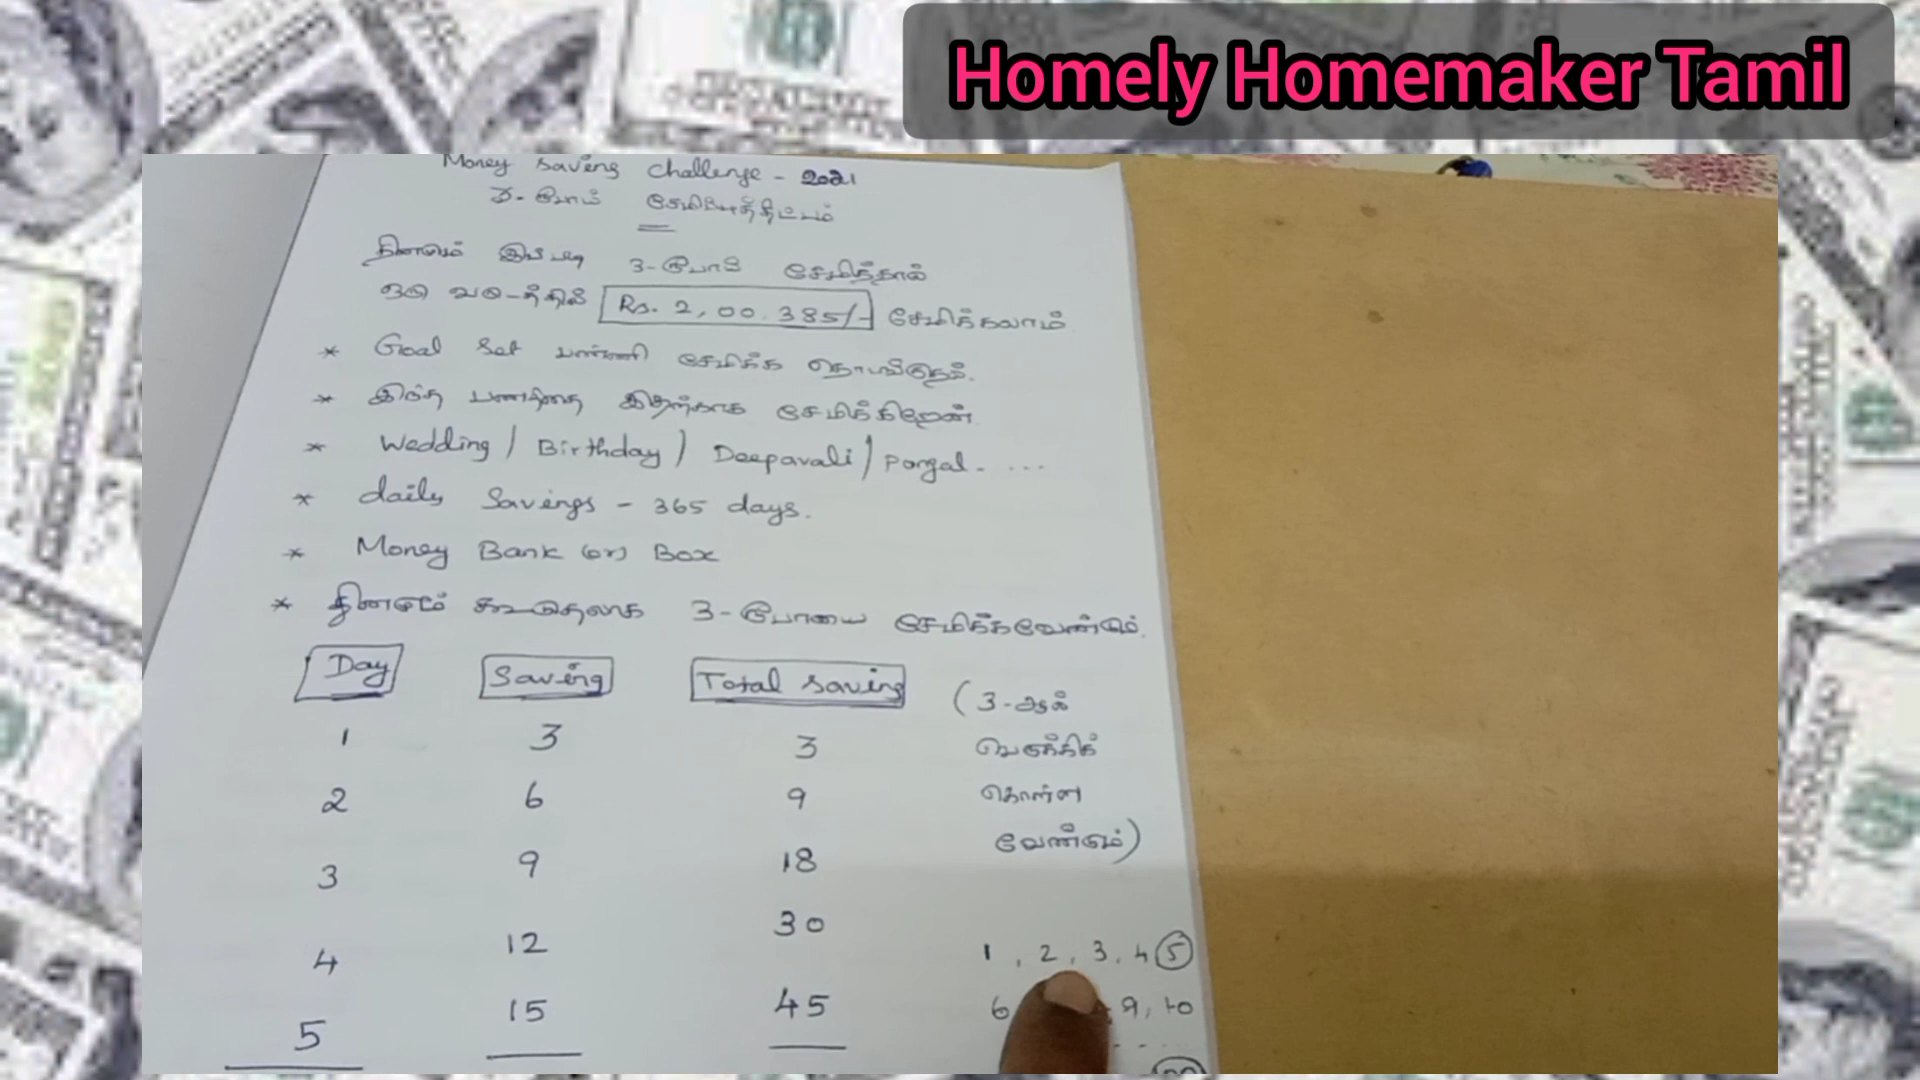 Homely Homemaker Tamil
Money saving challenge - 2021
3-ரூபாய் சேமிப்புத்திட்டம்
தினமும் இப்படி 3-ரூபாய் சேமித்தால்
ஒரு வருடத்தில் Rs. 2,00.385/- சேமிக்கலாம்
* Goal Set பண்ணி சேமிக்க தொடங்குதல்.
* இந்த பணத்தை இதற்காக சேமிக்கிறேன்.
* Wedding / Birthday / Deepavali / Pongal. ...
* daily Savings - 365 days.
* Money Bank (or) Box
* தினமும் கூடுதலாக 3-ரூபாயை சேமிக்கவேண்டும்.
Day Saving Total saving
1 3 3
2 6 9
3 9 18
4 12 30
5 15 45
(3-ஆல்
பெருக்கிக்
கொள்ள
வேண்டும்)
1, 2, 3, 4 5
6 9, 10